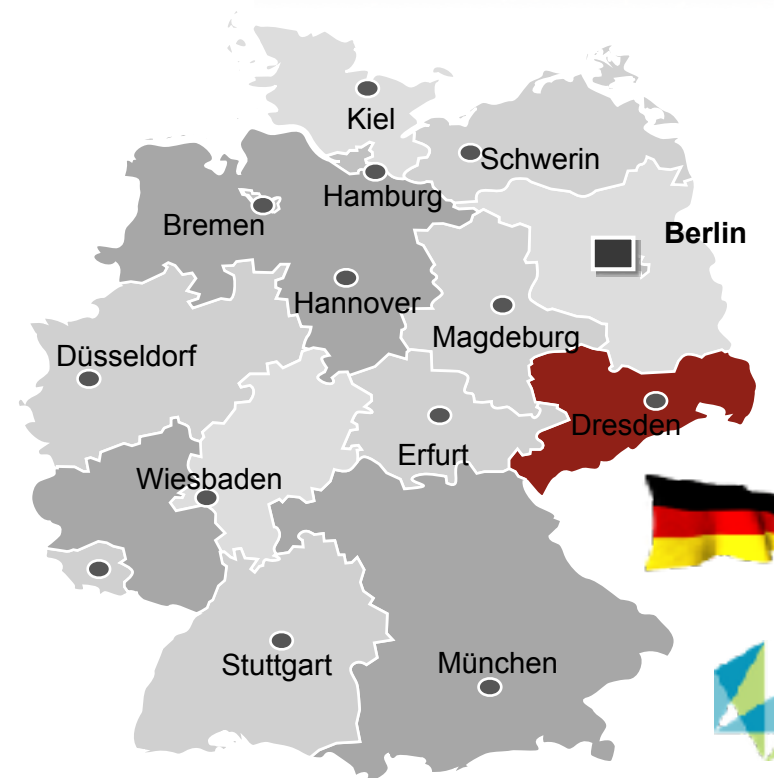 Kiel
Schwerin
Hamburg
Bremen
Berlin
Hannover
Magdeburg
Düsseldorf
Dresden
Erfurt
Wiesbaden
Stuttgart
München